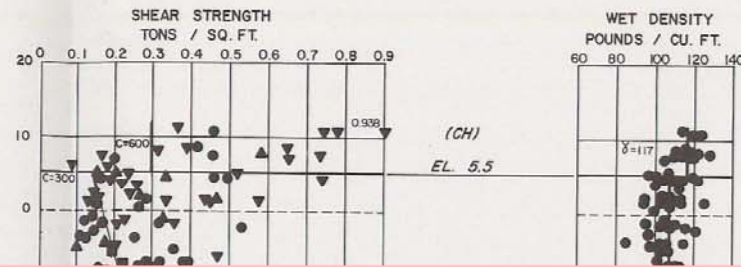 SHEAR STRENGTH
TONS / SQ. FT.
0 0.1 0.2 0.3 0.4 0.5 0.6 0.7 0.8 0.9
20
10
0
C=600
C=300
0.938
(CH)
EL. 5.5
WET DENSITY
POUNDS / CU. FT.
60 80 100 120 140
γ=117